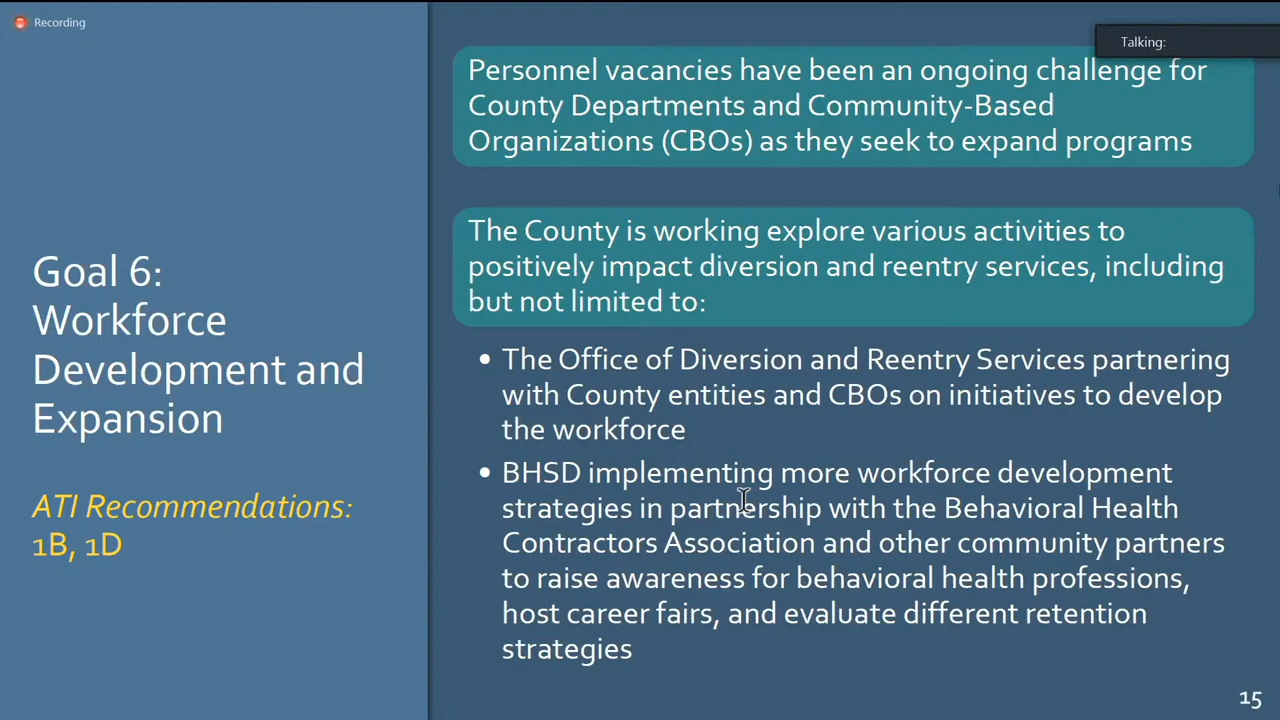 Recording
Talking:
Goal 6:
Workforce
Development and
Expansion
ATI Recommendations:
1B, 1D
Personnel vacancies have been an ongoing challenge for
County Departments and Community-Based
Organizations (CBOs) as they seek to expand programs
The County is working explore various activities to
positively impact diversion and reentry services, including
but not limited to:
• The Office of Diversion and Reentry Services partnering
with County entities and CBOs on initiatives to develop
the workforce
• BHSD implementing more workforce development
strategies in partnership with the Behavioral Health
Contractors Association and other community partners
to raise awareness for behavioral health professions,
host career fairs, and evaluate different retention
strategies
15